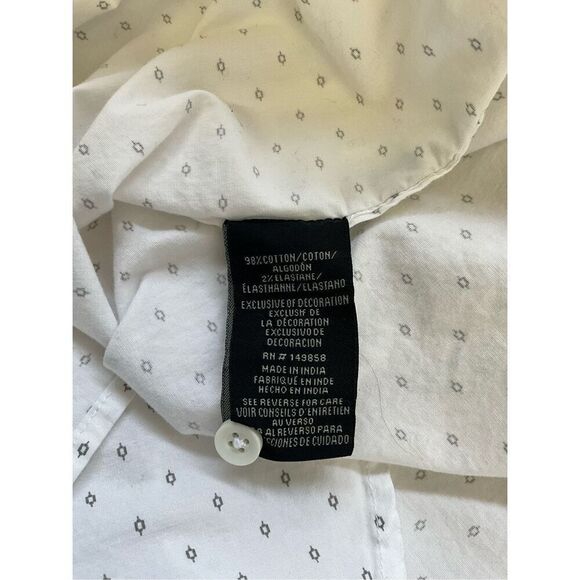 98% COTTON/COTON/
ALGODÓN
2% ELASTANE/
ÉLASTHANNE/ELASTANO
EXCLUSIVE OF DECORATION
EXCLUSIF DE
LA DÉCORATION
EXCLUSIVO DE
DECORACION
RN # 149858
MADE IN INDIA
FABRIQUÉ EN INDE
HECHO EN INDIA
SEE REVERSE FOR CARE
VOIR CONSEILS D'ENTRETIEN
AU VERSO
AL REVERSO PARA
DE CUIDADO